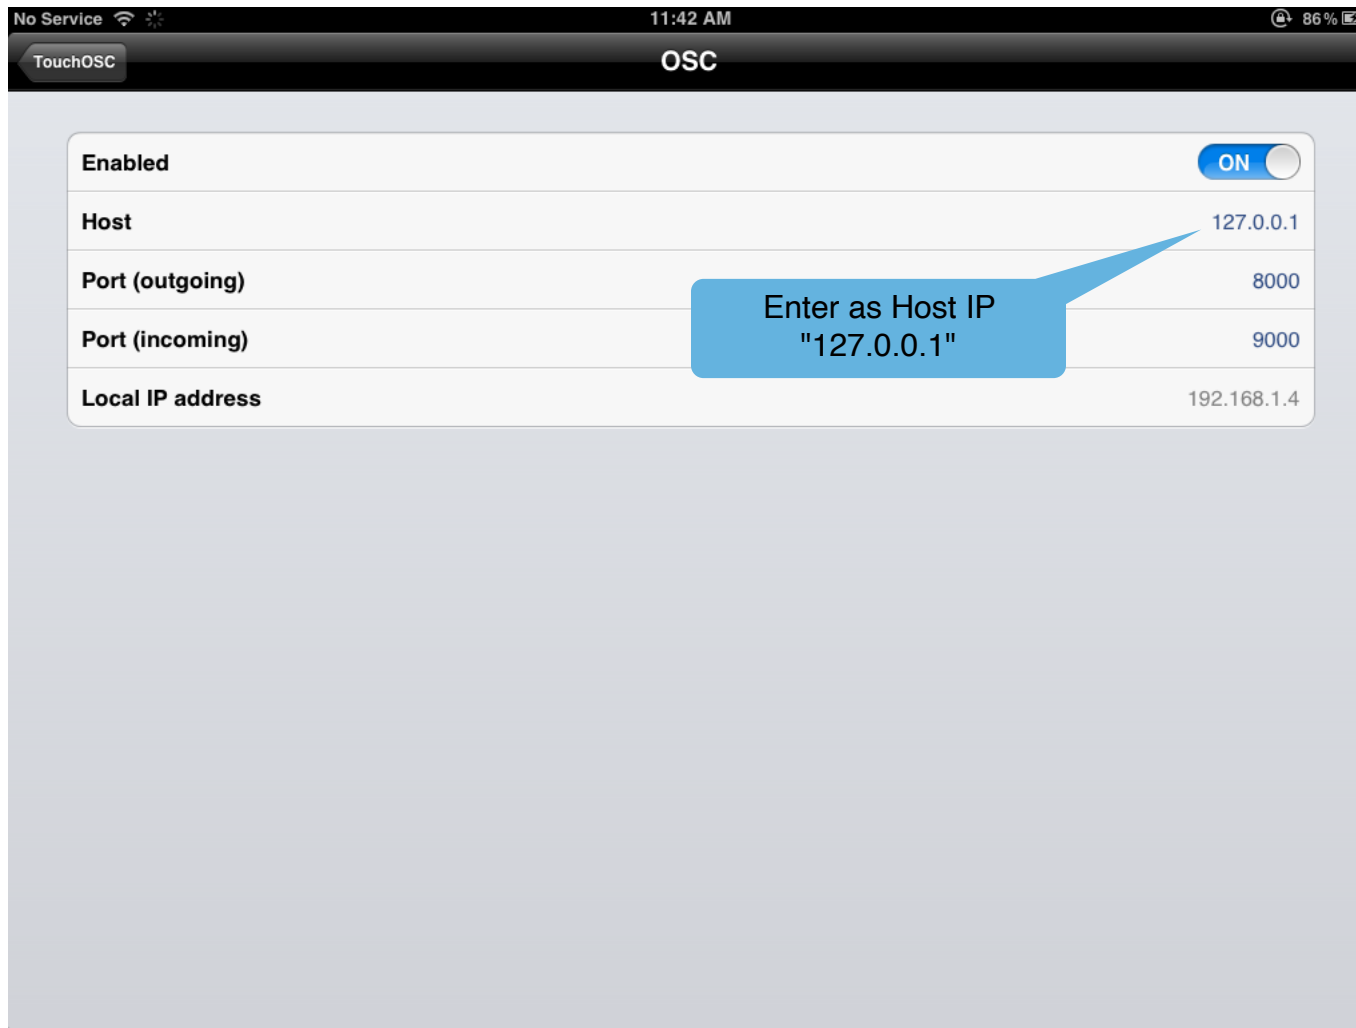 No Service 11:42 AM 86%
TouchOSC OSC
Enabled ON
Host 127.0.0.1
Port (outgoing) 8000
Enter as Host IP
"127.0.0.1"
Port (incoming) 9000
Local IP address 192.168.1.4